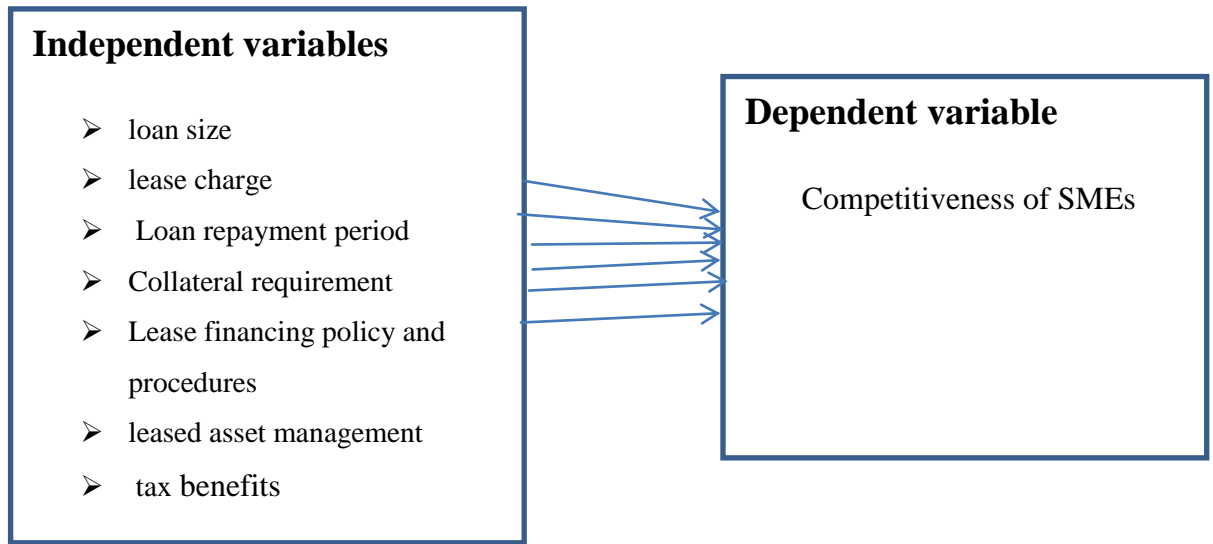 Independent variables
➤ loan size
➤ lease charge
➤ Loan repayment period
➤ Collateral requirement
➤ Lease financing policy and
procedures
➤ leased asset management
➤ tax benefits
Dependent variable
Competitiveness of SMEs